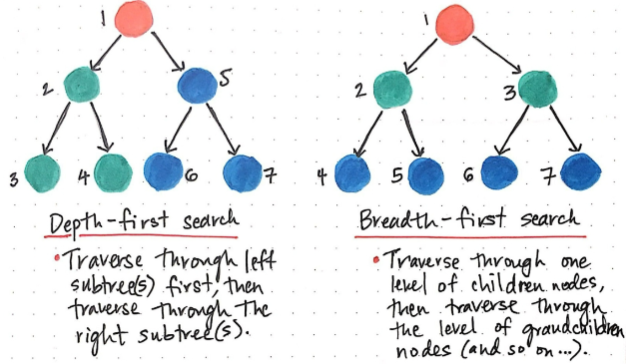 1
2
5
3
4
6
7
Depth-first search
• Traverse through left
subtree(s) first, then
traverse through the
right subtree(s).
1
2
3
4
5
6
7
Breadth-first search
• Traverse through one
level of children nodes,
then traverse through
the level of grandchildren
nodes (and so on...).